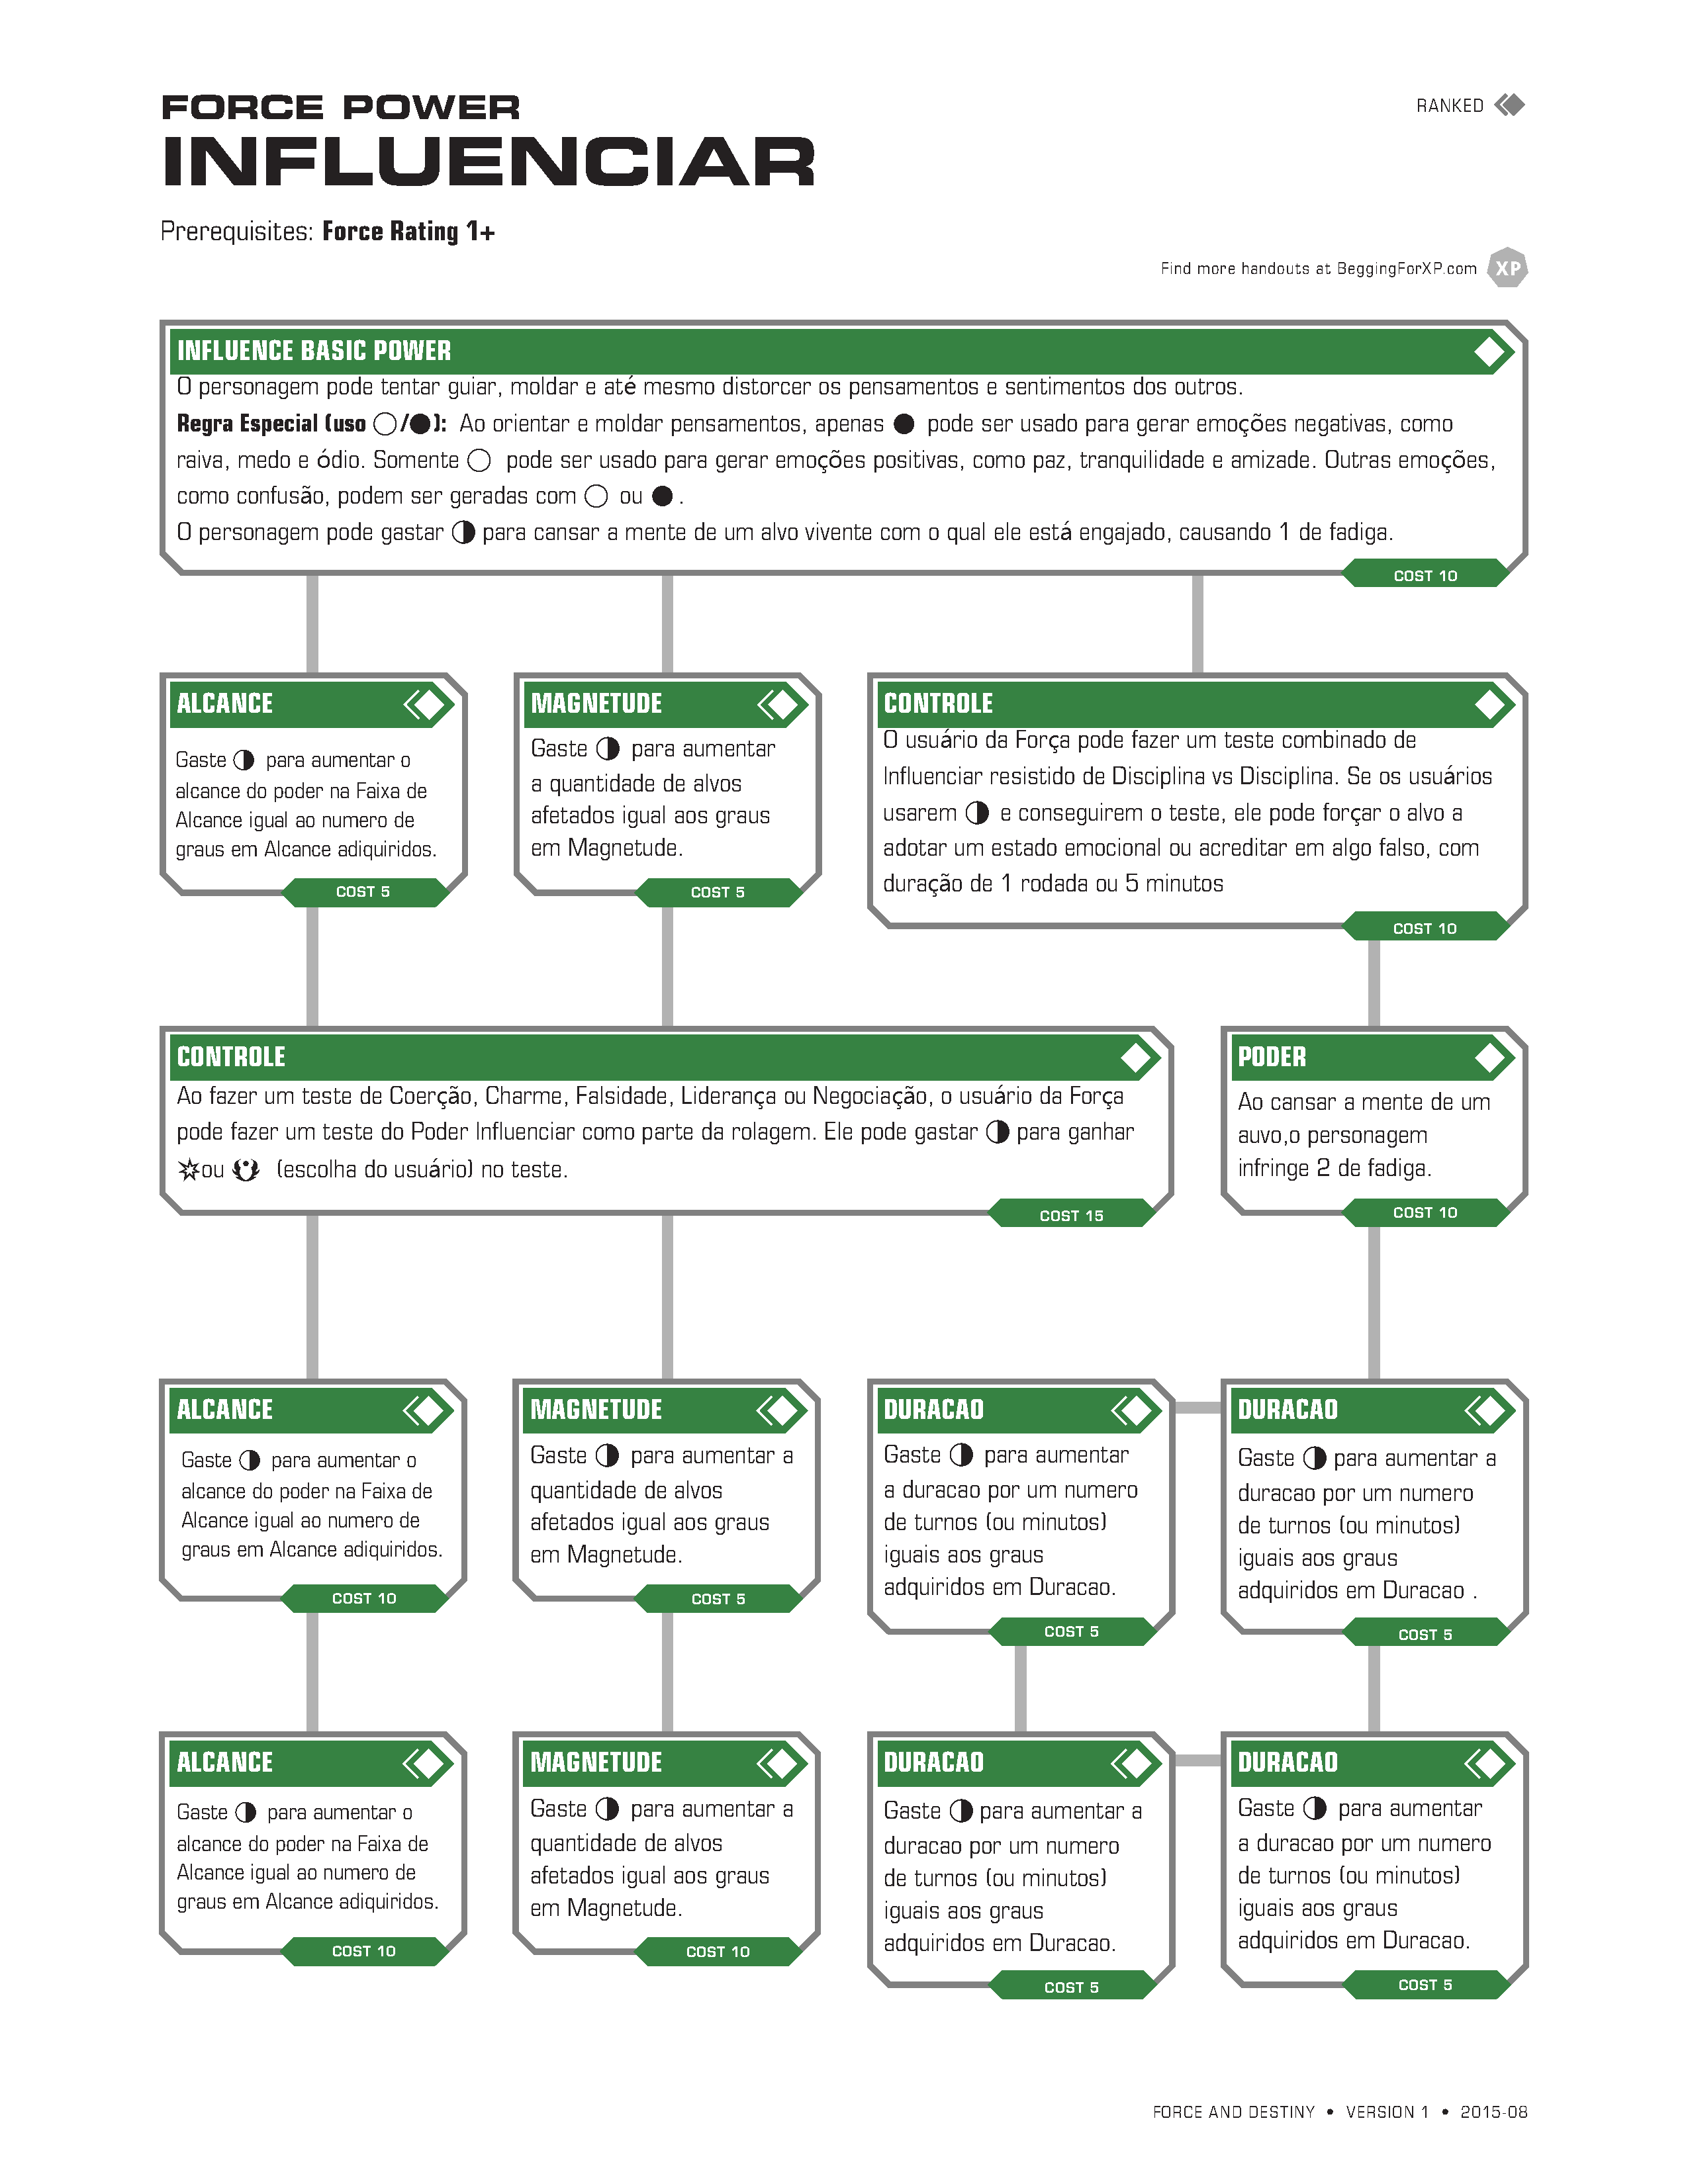 FORCE POWER
RANKED
INFLUENCIAR
Prerequisites: Force Rating 1+
Find more handouts at BeggingForXP.com XP
INFLUENCE BASIC POWER
O personagem pode tentar guiar, moldar e até mesmo distorcer os pensamentos e sentimentos dos outros.
Regra Especial (uso ○/●): Ao orientar e moldar pensamentos, apenas ● pode ser usado para gerar emoções negativas, como
raiva, medo e ódio. Somente ○ pode ser usado para gerar emoções positivas, como paz, tranquilidade e amizade. Outras emoções,
como confusão, podem ser geradas com ○ ou ●.
O personagem pode gastar ◑ para cansar a mente de um alvo vivente com o qual ele está engajado, causando 1 de fadiga.
COST 10
ALCANCE
Gaste ◑ para aumentar o
alcance do poder na Faixa de
Alcance igual ao numero de
graus em Alcance adiquiridos.
COST 5
MAGNETUDE
Gaste ◑ para aumentar
a quantidade de alvos
afetados igual aos graus
em Magnetude.
COST 5
CONTROLE
O usuário da Força pode fazer um teste combinado de
Influenciar resistido de Disciplina vs Disciplina. Se os usuários
usarem ◑ e conseguirem o teste, ele pode forçar o alvo a
adotar um estado emocional ou acreditar em algo falso, com
duração de 1 rodada ou 5 minutos
COST 10
CONTROLE
Ao fazer um teste de Coerção, Charme, Falsidade, Liderança ou Negociação, o usuário da Força
pode fazer um teste do Poder Influenciar como parte da rolagem. Ele pode gastar ◑ para ganhar
ou (escolha do usuário) no teste.
COST 15
PODER
Ao cansar a mente de um
auvo,o personagem
infringe 2 de fadiga.
COST 10
ALCANCE
Gaste ◑ para aumentar o
alcance do poder na Faixa de
Alcance igual ao numero de
graus em Alcance adiquiridos.
COST 10
MAGNETUDE
Gaste ◑ para aumentar a
quantidade de alvos
afetados igual aos graus
em Magnetude.
COST 5
DURACAO
Gaste ◑ para aumentar
a duracao por um numero
de turnos (ou minutos)
iguais aos graus
adquiridos em Duracao.
COST 5
DURACAO
Gaste ◑ para aumentar a
duracao por um numero
de turnos (ou minutos)
iguais aos graus
adquiridos em Duracao .
COST 5
ALCANCE
Gaste ◑ para aumentar o
alcance do poder na Faixa de
Alcance igual ao numero de
graus em Alcance adiquiridos.
COST 10
MAGNETUDE
Gaste ◑ para aumentar a
quantidade de alvos
afetados igual aos graus
em Magnetude.
COST 10
DURACAO
Gaste ◑ para aumentar a
duracao por um numero
de turnos (ou minutos)
iguais aos graus
adquiridos em Duracao.
COST 5
DURACAO
Gaste ◑ para aumentar
a duracao por um numero
de turnos (ou minutos)
iguais aos graus
adquiridos em Duracao.
COST 5
FORCE AND DESTINY • VERSION 1 • 2015-08